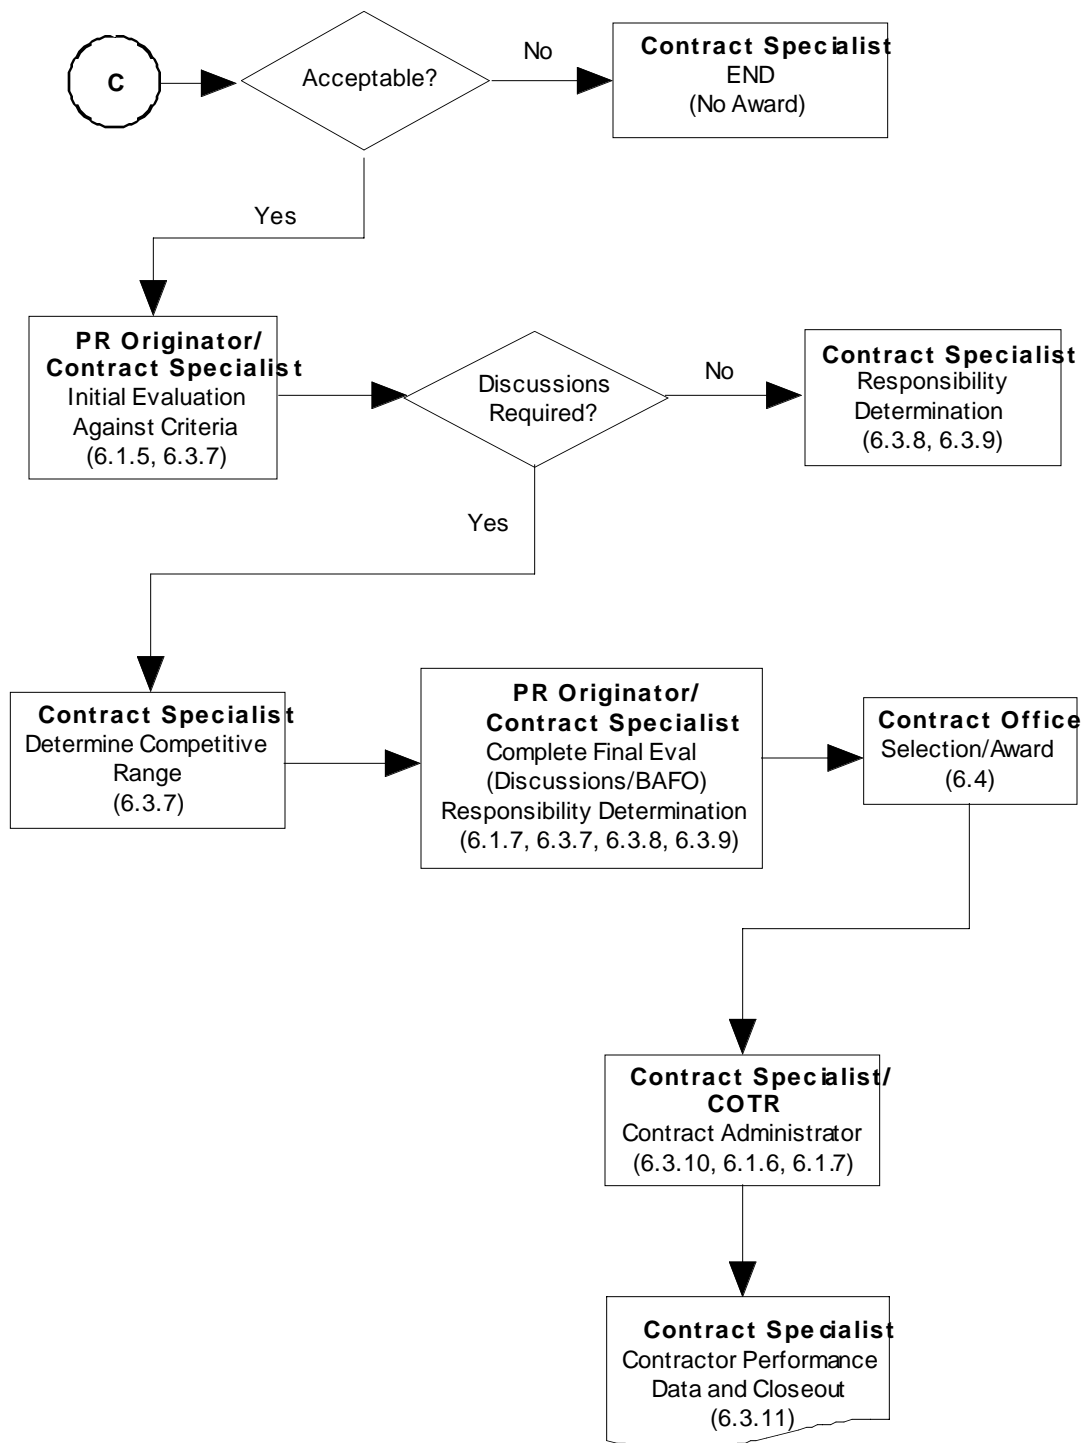 C
Acceptable?
No
Contract Specialist
END
(No Award)
Yes
PR Originator/
Contract Specialist
Initial Evaluation
Against Criteria
(6.1.5, 6.3.7)
Discussions
Required?
No
Contract Specialist
Responsibility
Determination
(6.3.8, 6.3.9)
Yes
Contract Specialist
Determine Competitive
Range
(6.3.7)
PR Originator/
Contract Specialist
Complete Final Eval
(Discussions/BAFO)
Responsibility Determination
(6.1.7, 6.3.7, 6.3.8, 6.3.9)
Contract Office
Selection/Award
(6.4)
Contract Specialist/
COTR
Contract Administrator
(6.3.10, 6.1.6, 6.1.7)
Contract Specialist
Contractor Performance
Data and Closeout
(6.3.11)